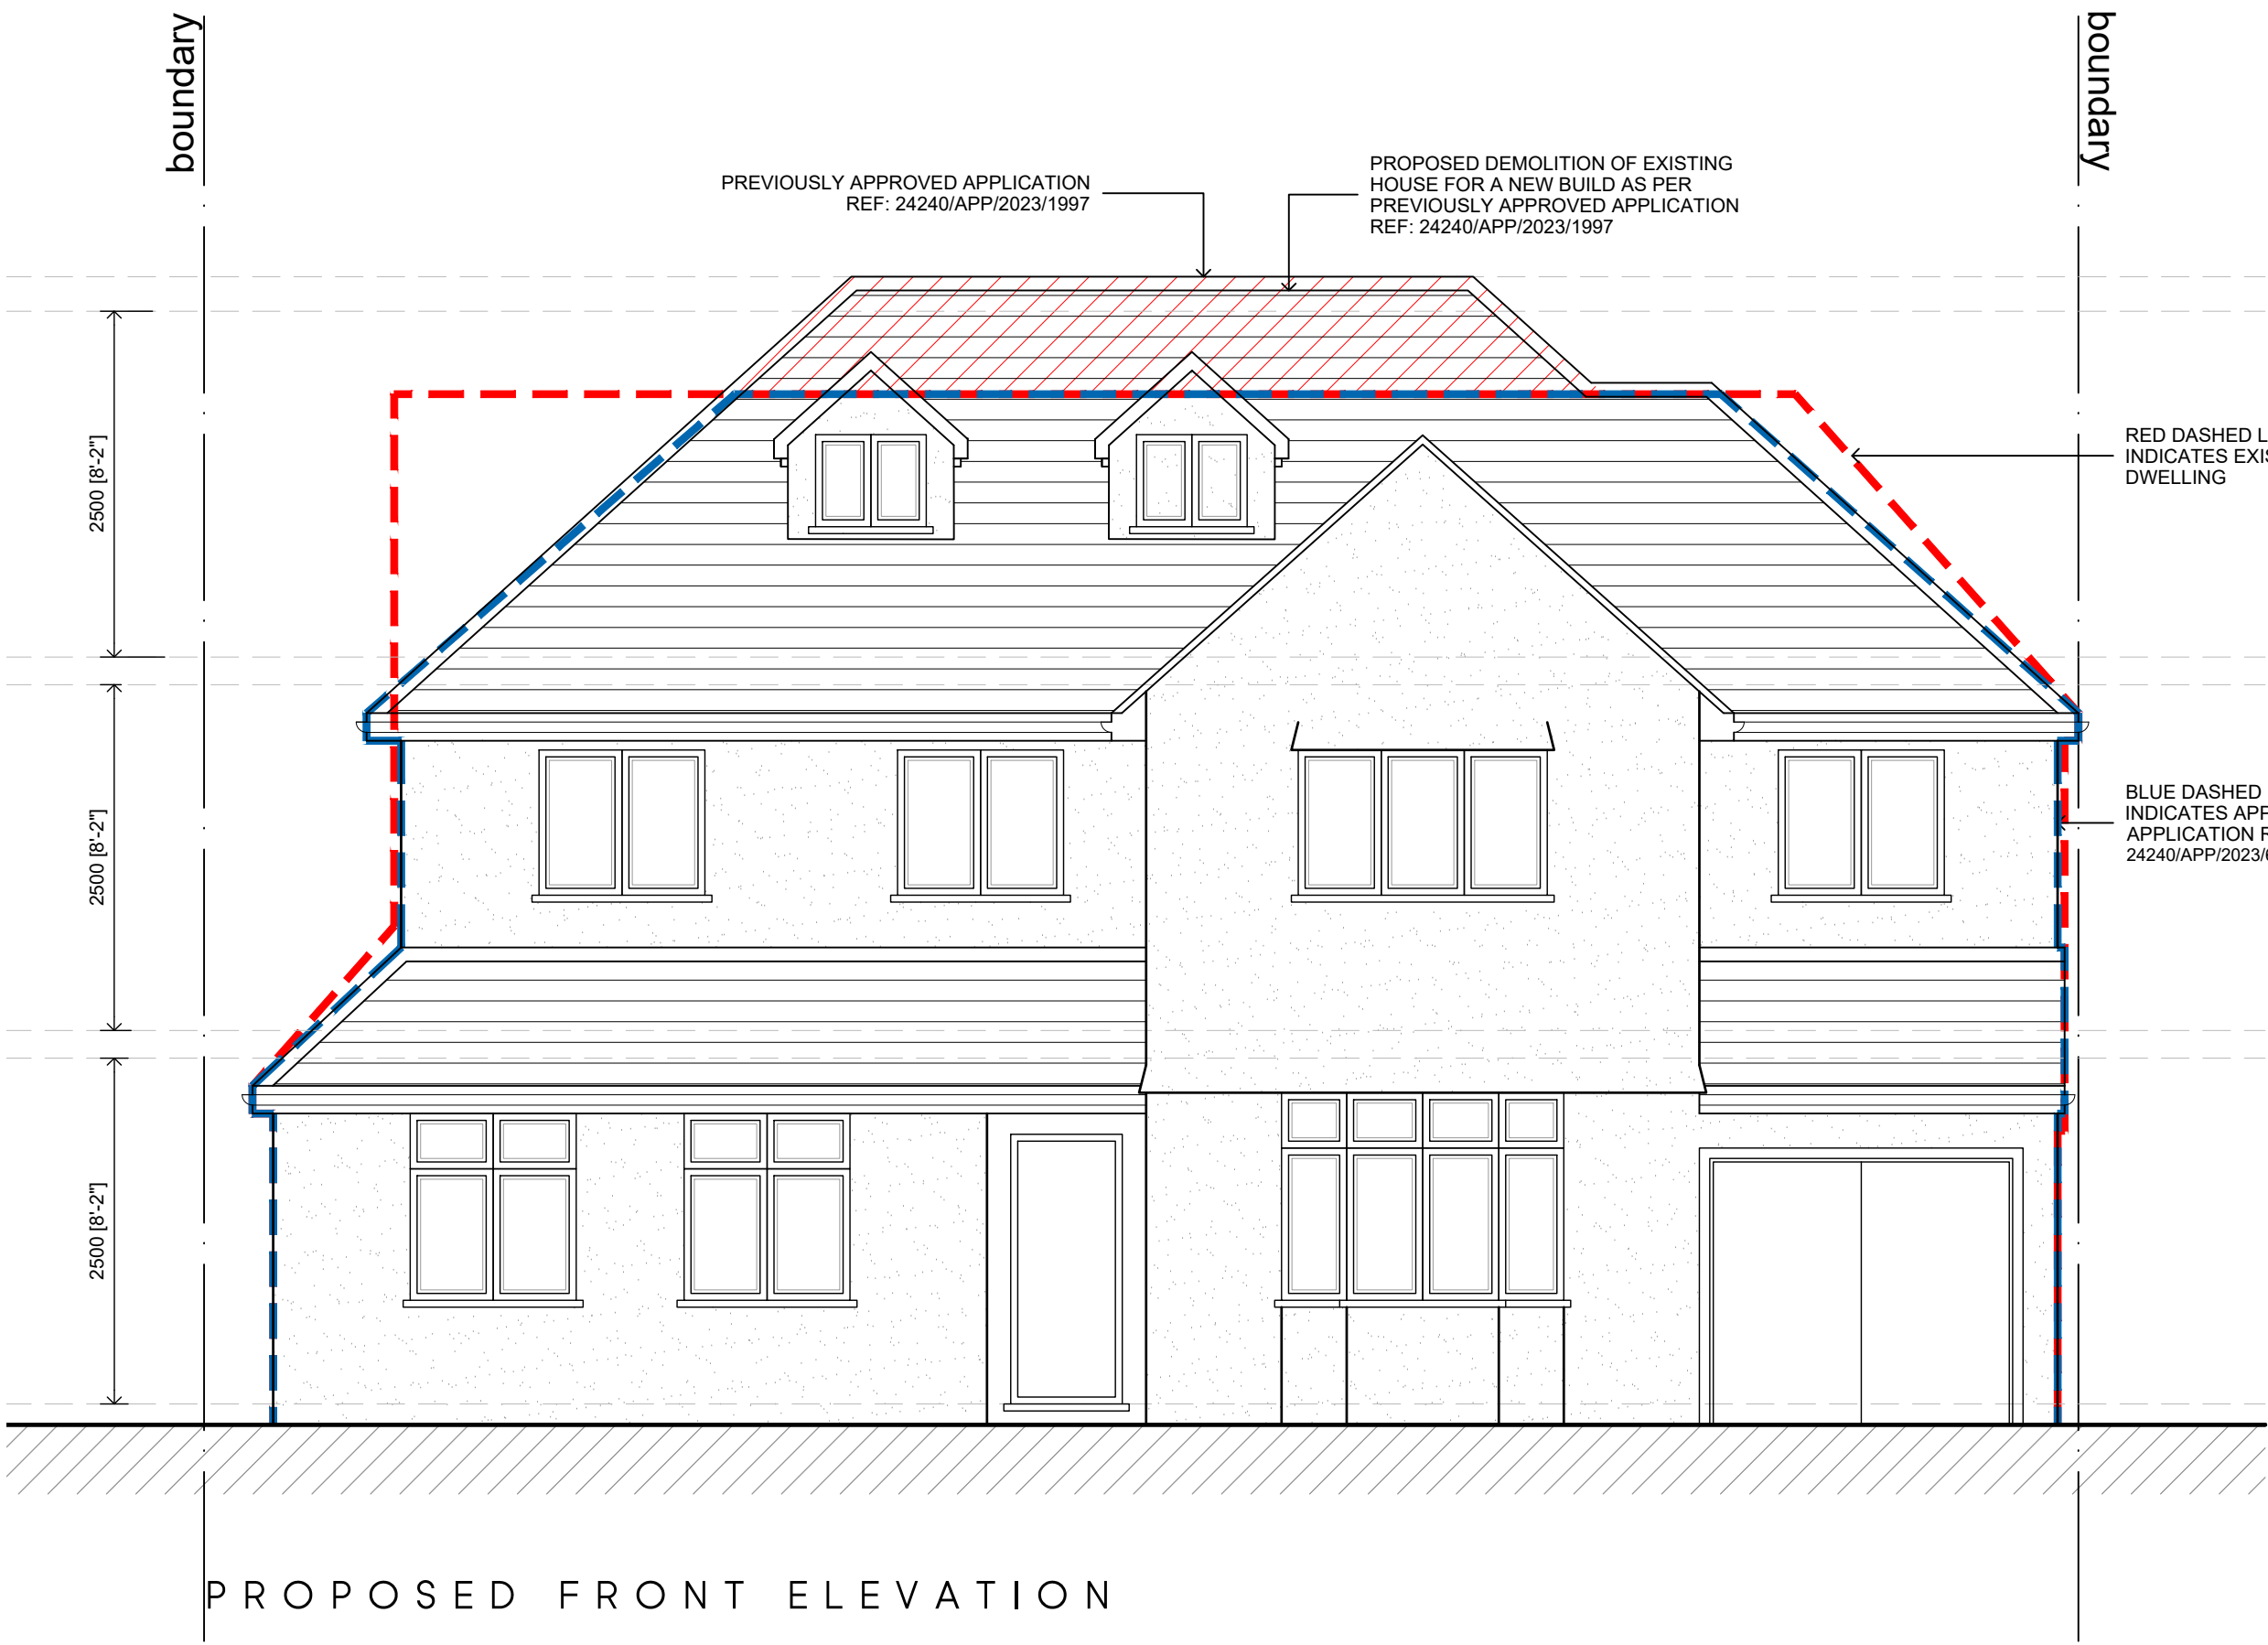 boundary
boundary
PREVIOUSLY APPROVED APPLICATION
REF: 24240/APP/2023/1997
PROPOSED DEMOLITION OF EXISTING
HOUSE FOR A NEW BUILD AS PER
PREVIOUSLY APPROVED APPLICATION
REF: 24240/APP/2023/1997
2500 [8'-2"]
RED DASHED
INDICATES
DWELLING
2500 [8'-2"]
BLUE DASHED
INDICATES
APPLICATION
2500 [8'-2"]
PROPOSED FRONT ELEVATION